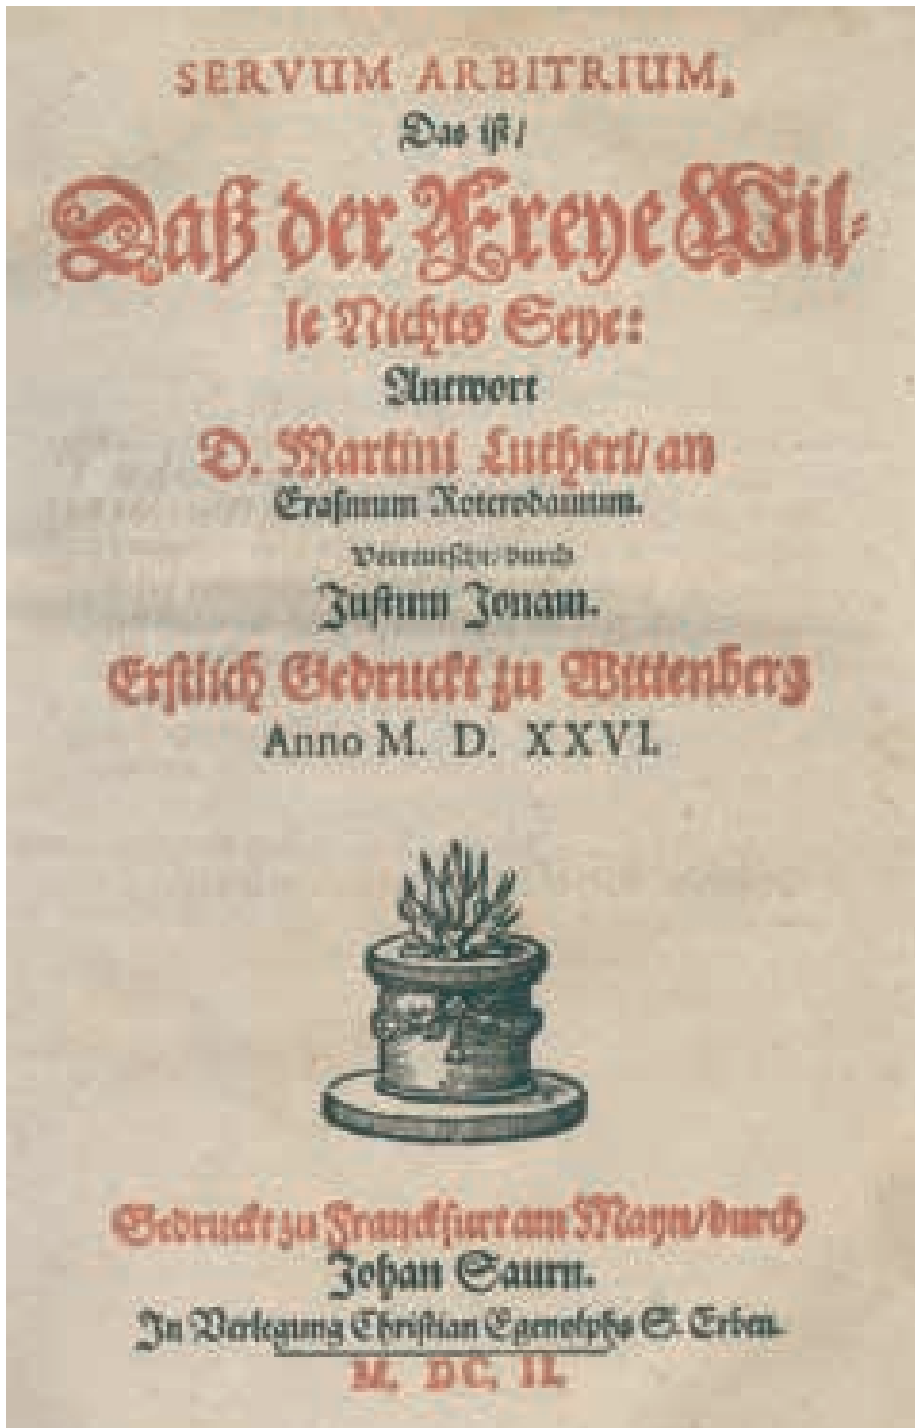 SERVUM ARBITRIUM,
Das ist/
Daß der Freye Wil-
le Nichts Seye:
Antwort
D. Martini Lutheri/ an
Erasmum Roterodamum.
Verteutscht/ durch
Justum Jonam.
Erstlich Gedruckt zu Wittenberg
Anno M. D. XXVI.
Gedruckt zu Franckfurt am Mayn/ durch
Johan Saurn.
In Verlegung Christian Egenolphs S. Erben.
M. DC. II.